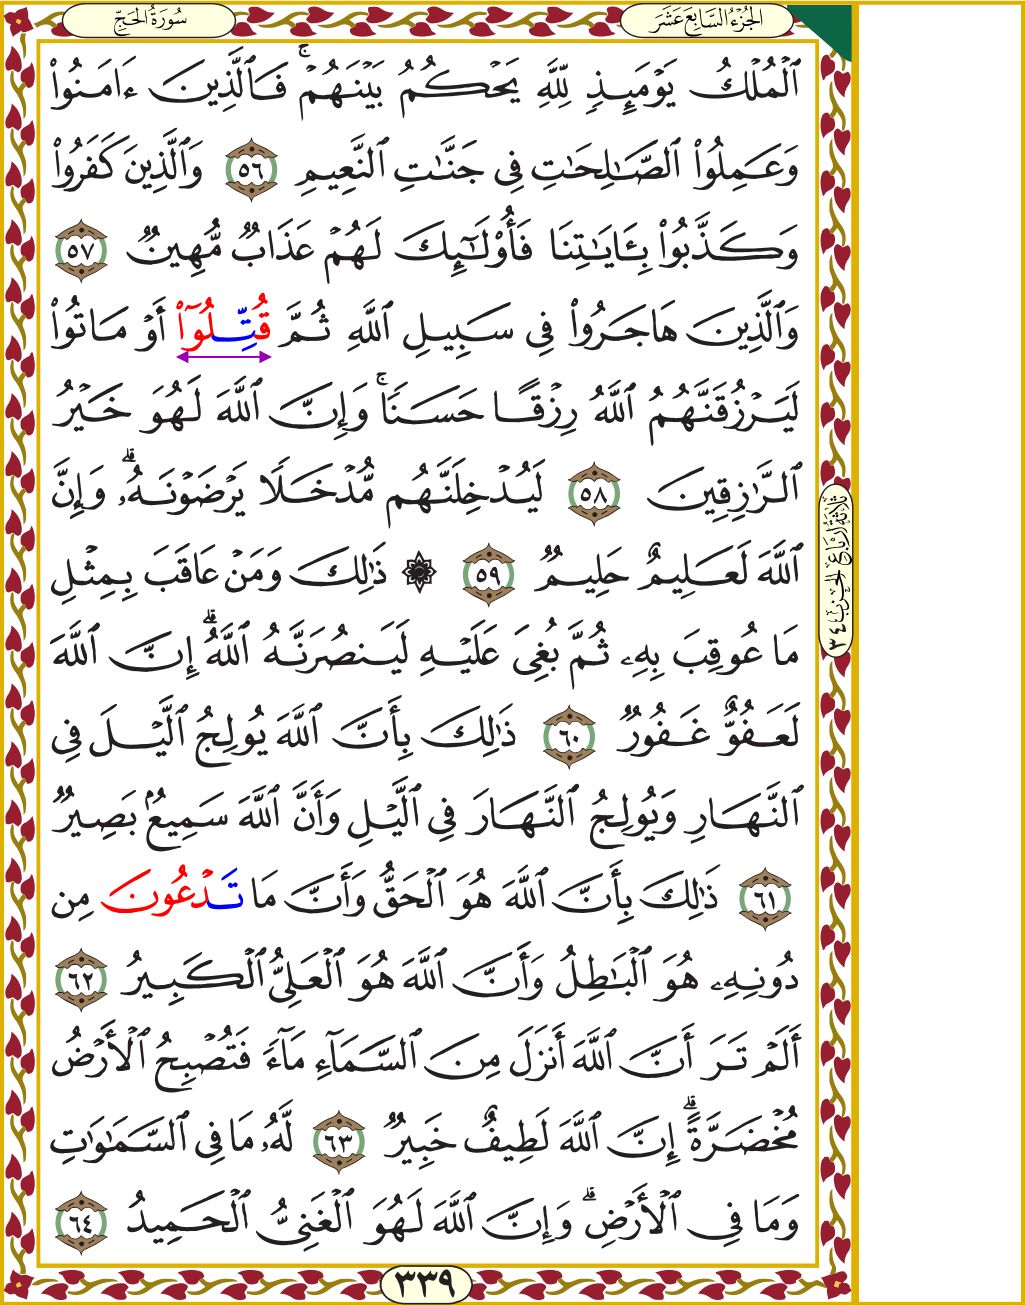 الجُزْءُ السَّابِعَ عَشَرَ
سُورَةُ الحَجِّ
ٱلْمُلْكُ يَوْمَئِذٍ لِّلَّهِ يَحْكُمُ بَيْنَهُمْ ۚ فَٱلَّذِينَ ءَامَنُوا۟
وَعَمِلُوا۟ ٱلصَّـٰلِحَـٰتِ فِى جَنَّـٰتِ ٱلنَّعِيمِ ٥٦ وَٱلَّذِينَ كَفَرُوا۟
وَكَذَّبُوا۟ بِـَٔايَـٰتِنَا فَأُو۟لَـٰٓئِكَ لَهُمْ عَذَابٌ مُّهِينٌ ٥٧
وَٱلَّذِينَ هَاجَرُوا۟ فِى سَبِيلِ ٱللَّهِ ثُمَّ قُتِّلُوٓا۟ أَوْ مَاتُوا۟
لَيَرْزُقَنَّهُمُ ٱللَّهُ رِزْقًا حَسَنًا ۚ وَإِنَّ ٱللَّهَ لَهُوَ خَيْرُ
ٱلرَّٰزِقِينَ ٥٨ لَيُدْخِلَنَّهُم مُّدْخَلًا يَرْضَوْنَهُۥ ۗ وَإِنَّ
ٱللَّهَ لَعَلِيمٌ حَلِيمٌ ٥٩ ۞ ذَٰلِكَ وَمَنْ عَاقَبَ بِمِثْلِ
مَا عُوقِبَ بِهِۦ ثُمَّ بُغِىَ عَلَيْهِ لَيَنصُرَنَّهُ ٱللَّهُ ۗ إِنَّ ٱللَّهَ
لَعَفُوٌّ غَفُورٌ ٦٠ ذَٰلِكَ بِأَنَّ ٱللَّهَ يُولِجُ ٱلَّيْلَ فِى
ٱلنَّهَارِ وَيُولِجُ ٱلنَّهَارَ فِى ٱلَّيْلِ وَأَنَّ ٱللَّهَ سَمِيعٌۢ بَصِيرٌ
٦١ ذَٰلِكَ بِأَنَّ ٱللَّهَ هُوَ ٱلْحَقُّ وَأَنَّ مَا تَدْعُونَ مِن
دُونِهِۦ هُوَ ٱلْبَـٰطِلُ وَأَنَّ ٱللَّهَ هُوَ ٱلْعَلِىُّ ٱلْكَبِيرُ ٦٢
أَلَمْ تَرَ أَنَّ ٱللَّهَ أَنزَلَ مِنَ ٱلسَّمَآءِ مَآءً فَتُصْبِحُ ٱلْأَرْضُ
مُخْضَرَّةً ۗ إِنَّ ٱللَّهَ لَطِيفٌ خَبِيرٌ ٦٣ لَّهُۥ مَا فِى ٱلسَّمَـٰوَٰتِ
وَمَا فِى ٱلْأَرْضِ ۗ وَإِنَّ ٱللَّهَ لَهُوَ ٱلْغَنِىُّ ٱلْحَمِيدُ ٦٤
ثَلَاثَةُ أَرْبَاعِ الحِزْبِ ٣٤
٣٣٩